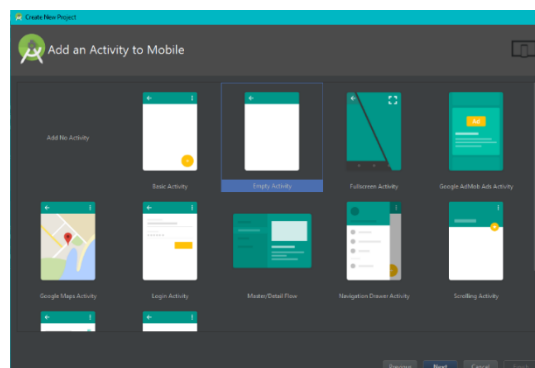 Create New Project
Add an Activity to Mobile
Add No Activity
Basic Activity
Empty Activity
Fullscreen Activity
Ad
Google AdMob Ads Activity
Google Maps Activity
Login Activity
Master/Detail Flow
Navigation Drawer Activity
Scrolling Activity
Previous
Next
Cancel
Finish